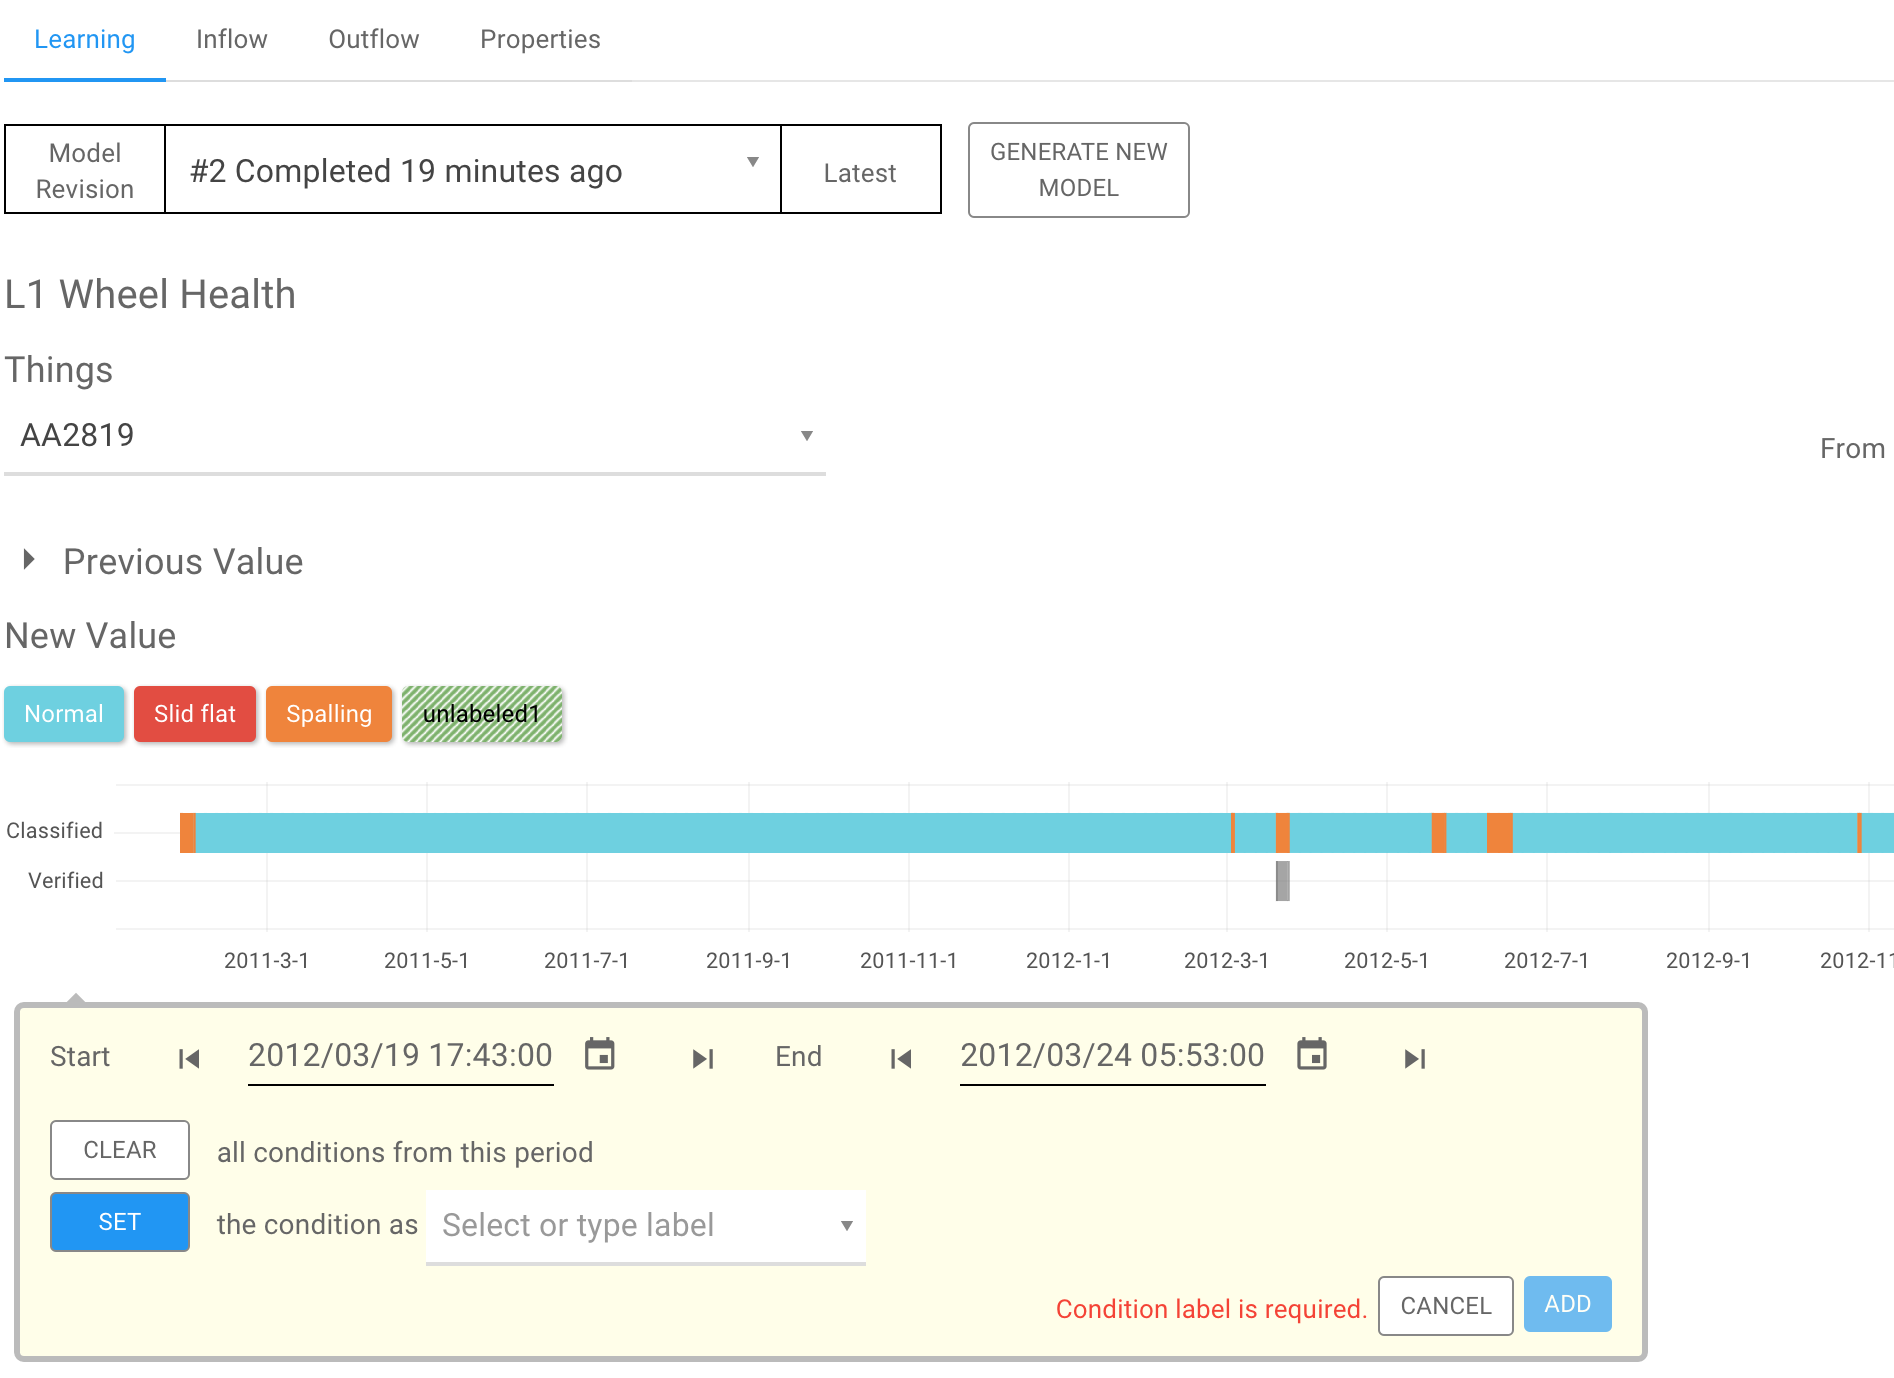 Learning Inflow Outflow Properties
Model Revision #2 Completed 19 minutes ago Latest GENERATE NEW MODEL
L1 Wheel Health
Things
AA2819
From
Previous Value
New Value
Normal Slid flat Spalling unlabeled1
Classified
Verified
2011-3-1 2011-5-1 2011-7-1 2011-9-1 2011-11-1 2012-1-1 2012-3-1 2012-5-1 2012-7-1 2012-9-1 2012-11
Start 2012/03/19 17:43:00 End 2012/03/24 05:53:00
CLEAR all conditions from this period
SET the condition as Select or type label
Condition label is required. CANCEL ADD